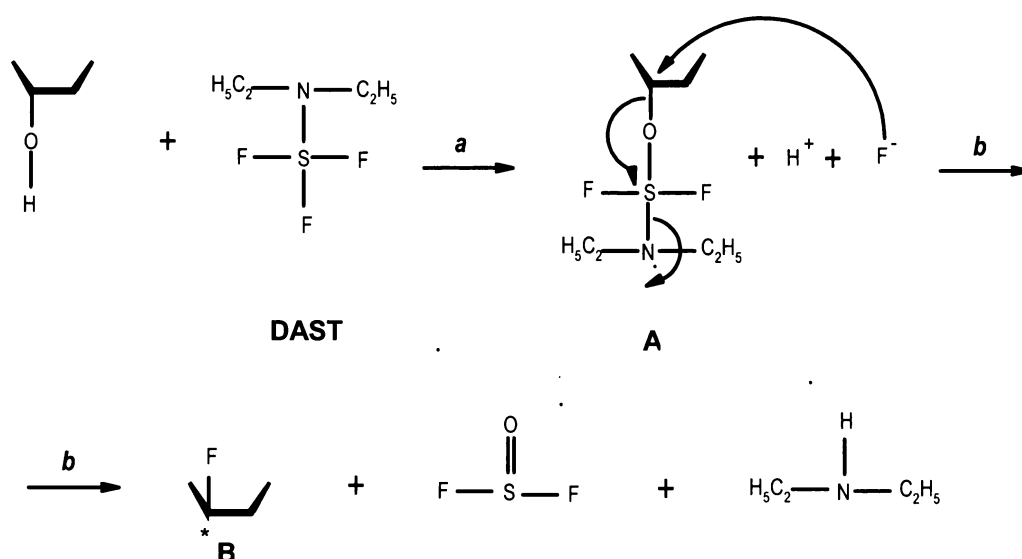 H₅C₂ N C₂H₅
O + F S F a O + H⁺ + F⁻ b
H F F S F
H₅C₂ N C₂H₅
DAST A
O H
b F + F S F + H₅C₂ N C₂H₅
*
B